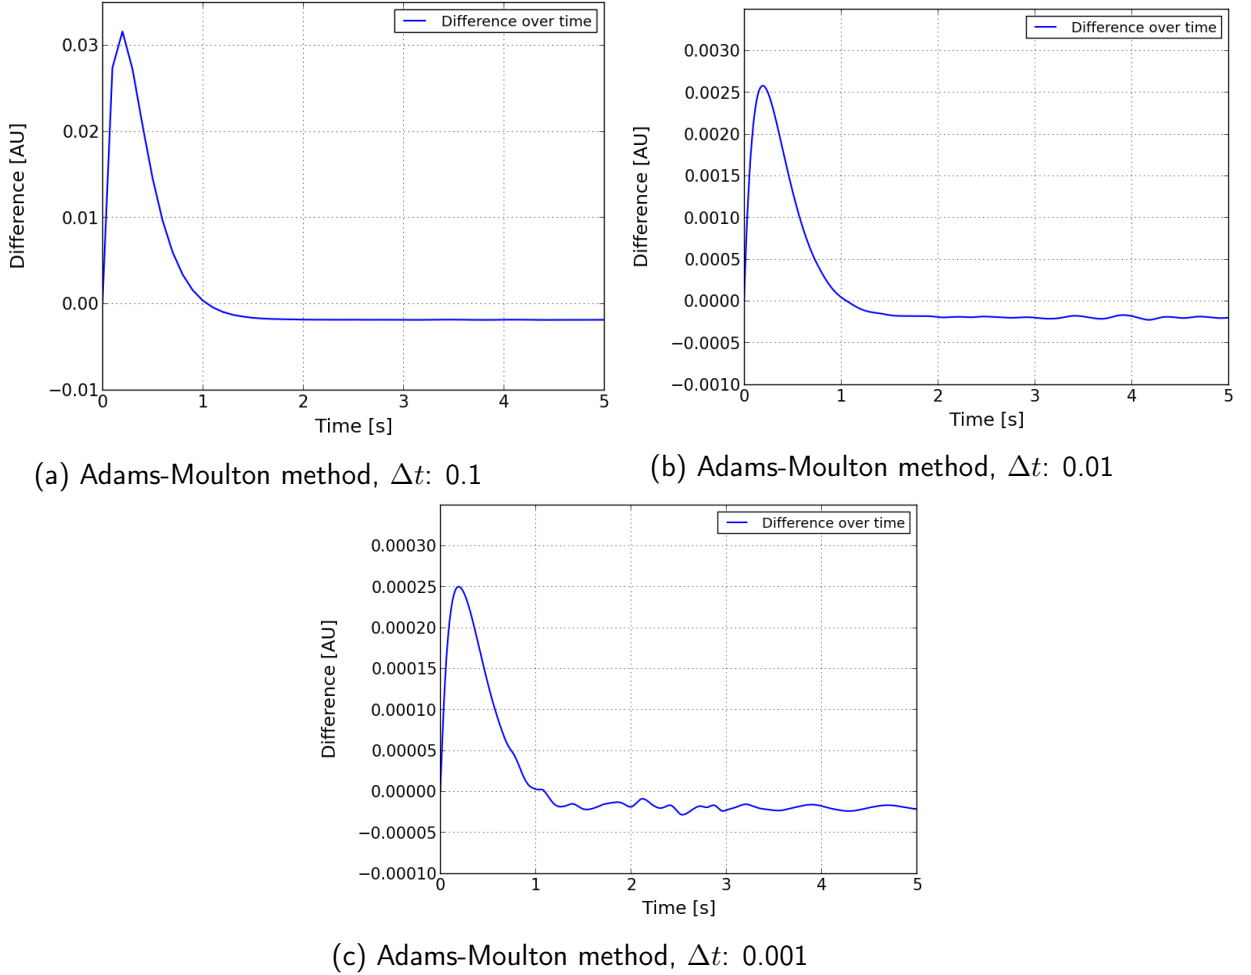 Difference over time
0.03
0.02
0.01
0.00
−0.01
Difference [AU]
0 1 2 3 4 5
Time [s]
(a) Adams-Moulton method, Δt: 0.1
Difference over time
0.0030
0.0025
0.0020
0.0015
0.0010
0.0005
0.0000
−0.0005
−0.0010
Difference [AU]
0 1 2 3 4 5
Time [s]
(b) Adams-Moulton method, Δt: 0.01
Difference over time
0.00030
0.00025
0.00020
0.00015
0.00010
0.00005
0.00000
−0.00005
−0.00010
Difference [AU]
0 1 2 3 4 5
Time [s]
(c) Adams-Moulton method, Δt: 0.001